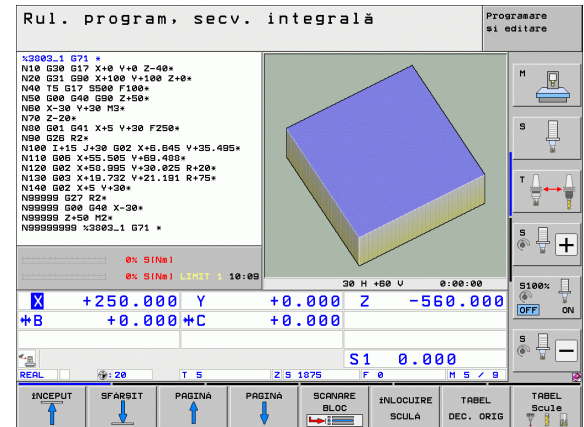 Rul. program, secv. integrală
Programare
si editare
%3803_1 G71 *
N10 G30 G17 X+0 Y+0 Z-40*
N20 G31 G90 X+100 Y+100 Z+0*
N40 T5 G17 S500 F100*
N50 G00 G40 G90 Z+50*
N60 X-30 Y+30 M3*
N70 Z-20*
N80 G01 G41 X+5 Y+30 F250*
N90 G26 R2*
N100 I+15 J+30 G02 X+6.645 Y+35.495*
N110 G06 X+55.505 Y+69.488*
N120 G02 X+58.995 Y+30.025 R+20*
N130 G03 X+19.732 Y+21.191 R+75*
N140 G02 X+5 Y+30*
N99999 G27 R2*
N99999 G00 G40 X-30*
N99999 Z+50 M2*
N99999999 %3803_1 G71 *
0% S[Nm]
0% S[Nm] LIMIT 1 10:09
30 H +60 V 0:00:00
X +250.000 Y +0.000 Z -560.000
B +0.000 C +0.000
S1 0.000
REAL :20 T 5 Z S 1875 F 0 M 5 / 9
M
S
T
S
S100%
OFF ON
S
ÎNCEPUT
SFÂRŞIT
PAGINĂ
PAGINĂ
SCANARE
BLOC
ÎNLOCUIRE
SCULĂ
TABEL
DEC. ORIG
TABEL
Scule